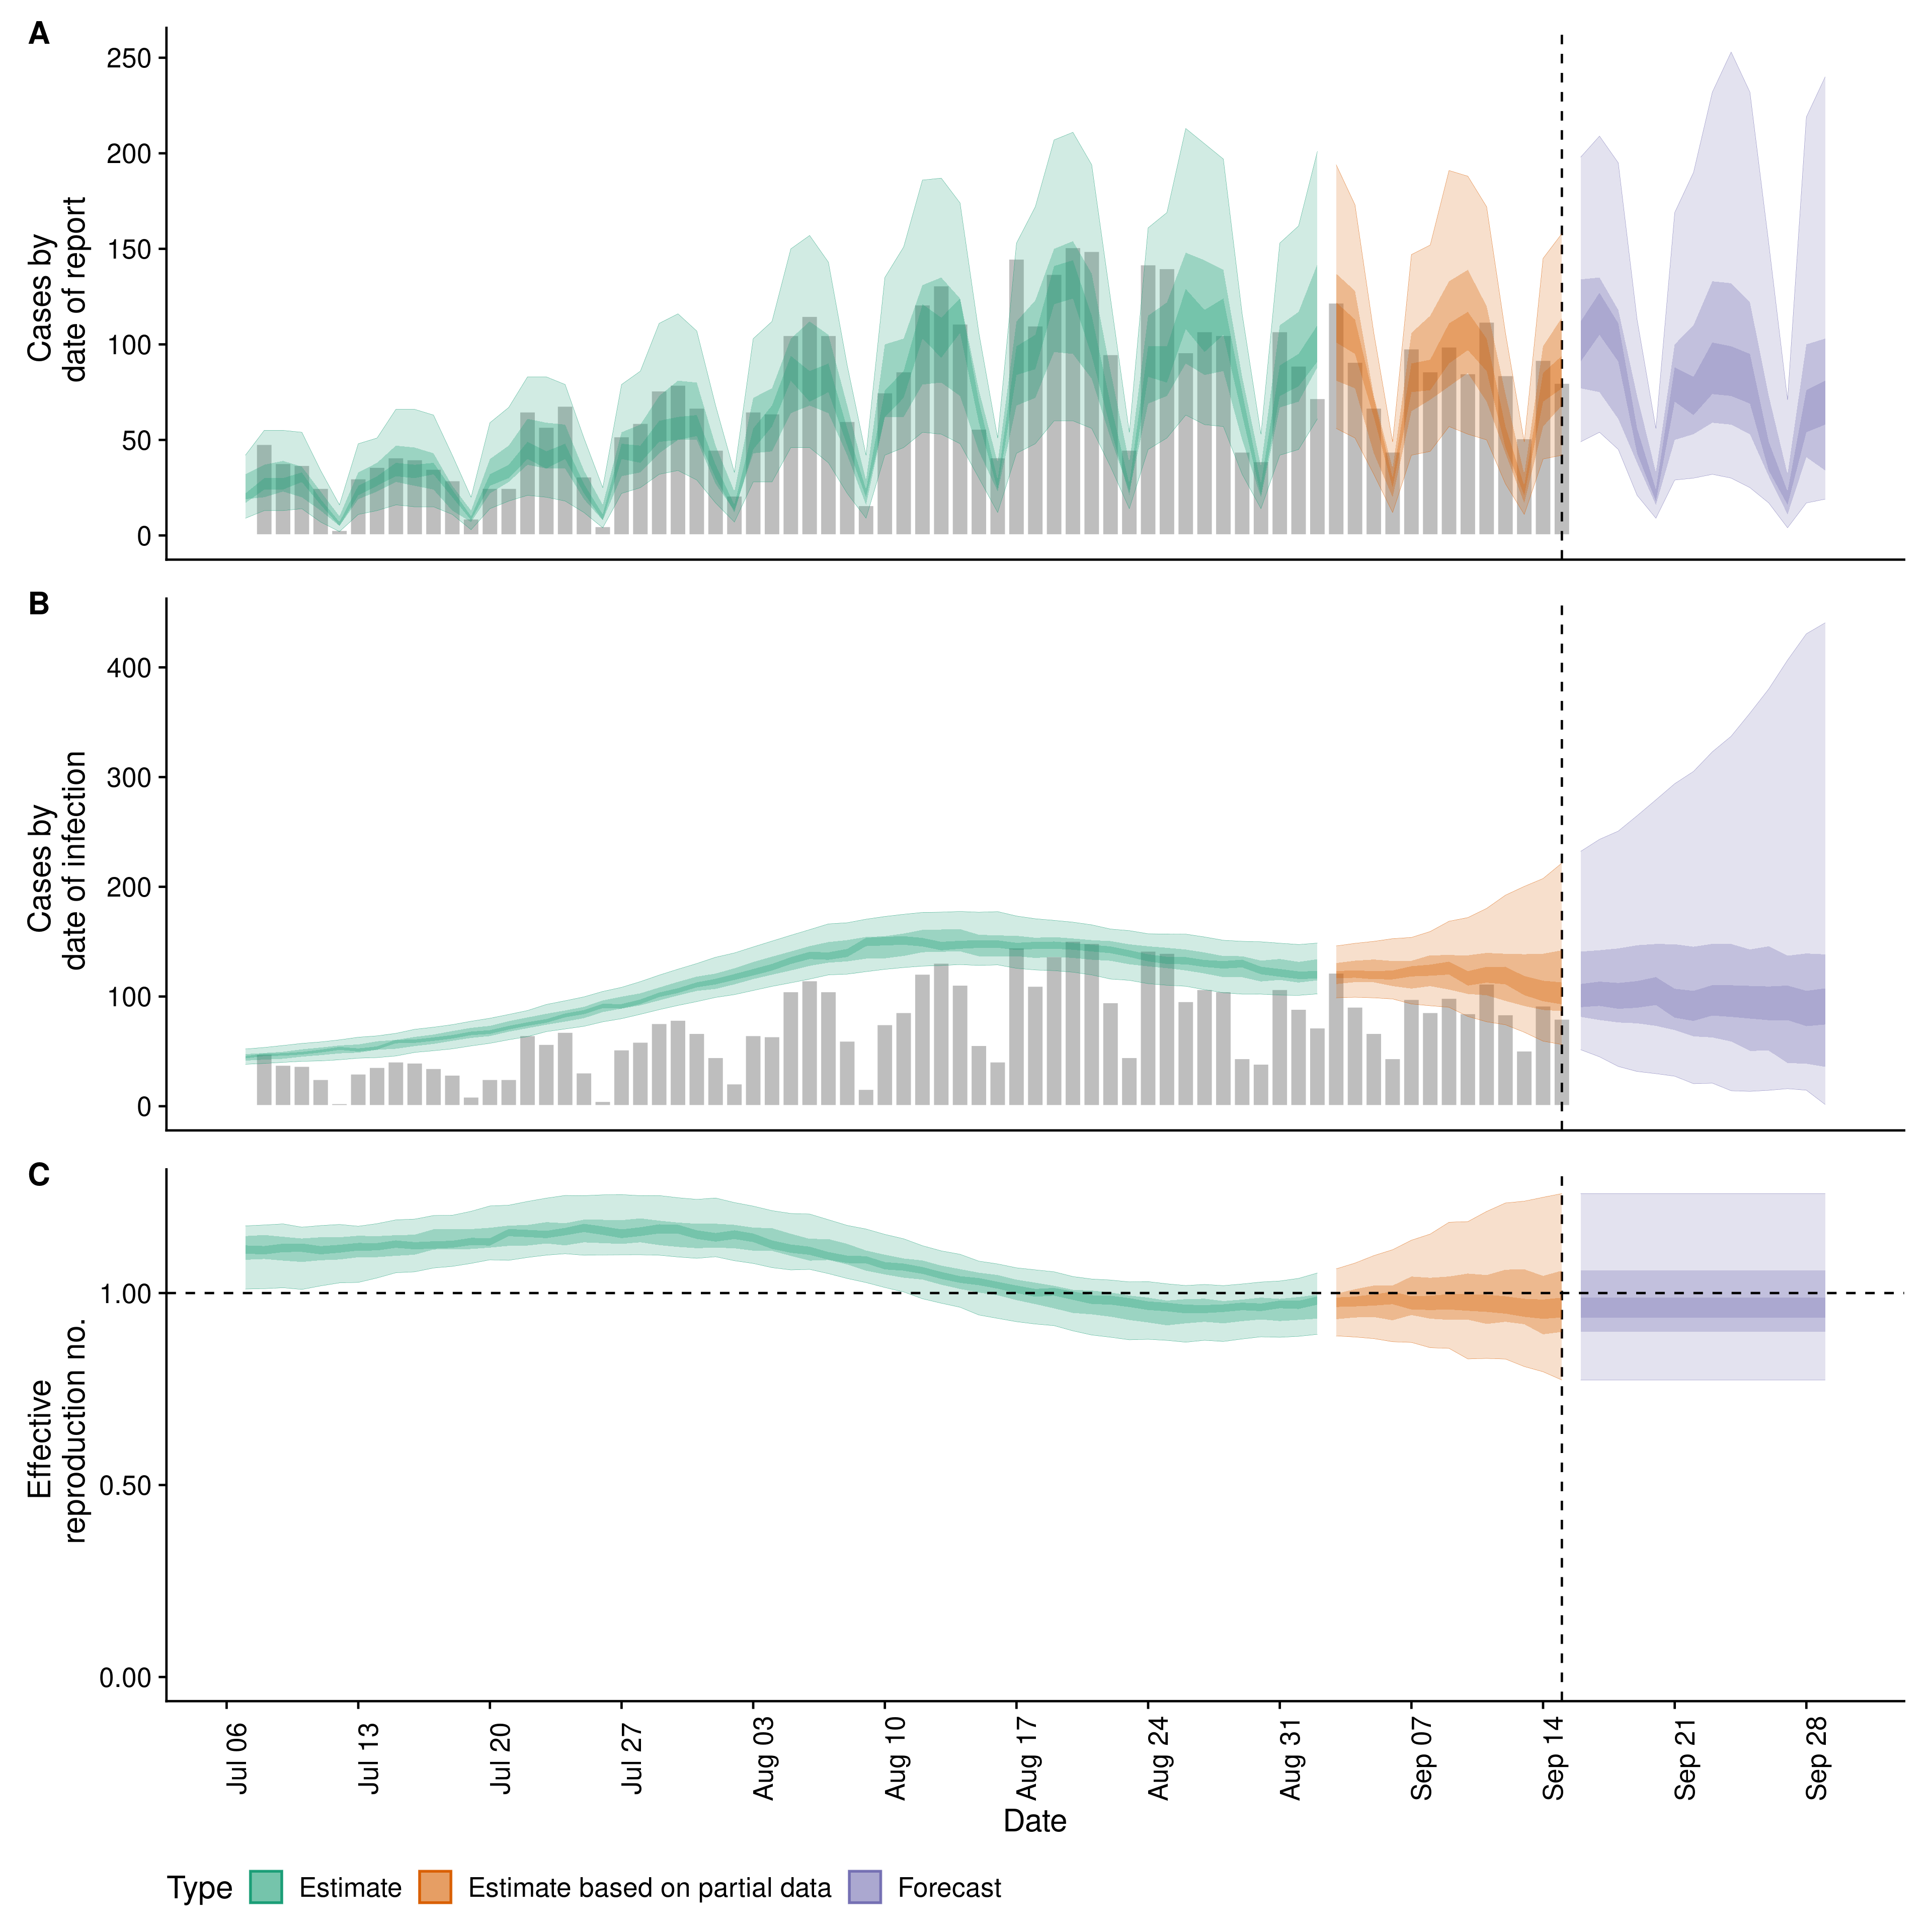 A
250
200
150
100
50
0
Cases by
date of report
B
400
300
200
100
0
Cases by
date of infection
C
1.00
0.50
0.00
Effective
reproduction no.
Jul 06
Jul 13
Jul 20
Jul 27
Aug 03
Aug 10
Aug 17
Aug 24
Aug 31
Sep 07
Sep 14
Sep 21
Sep 28
Date
Type
Estimate
Estimate based on partial data
Forecast